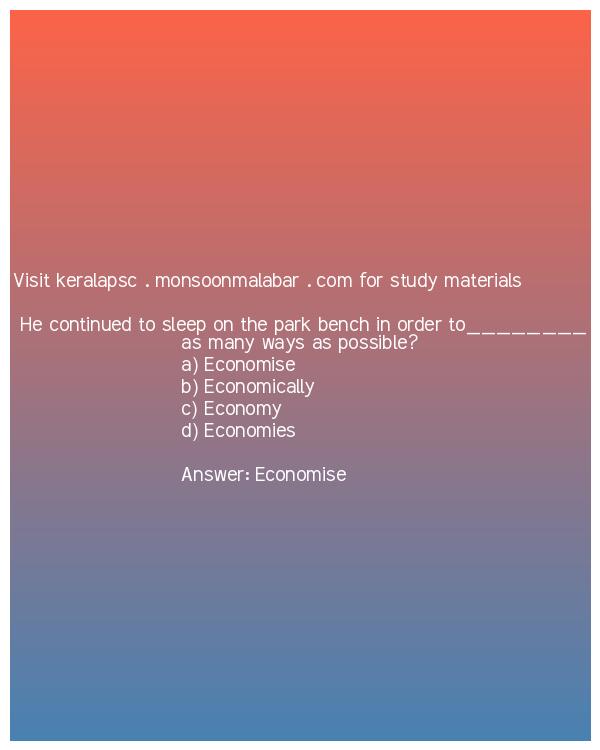 Visit keralapsc . monsoonmalabar . com for study materials
He continued to sleep on the park bench in order to________
as many ways as possible?
a) Economise
b) Economically
c) Economy
d) Economies
Answer: Economise